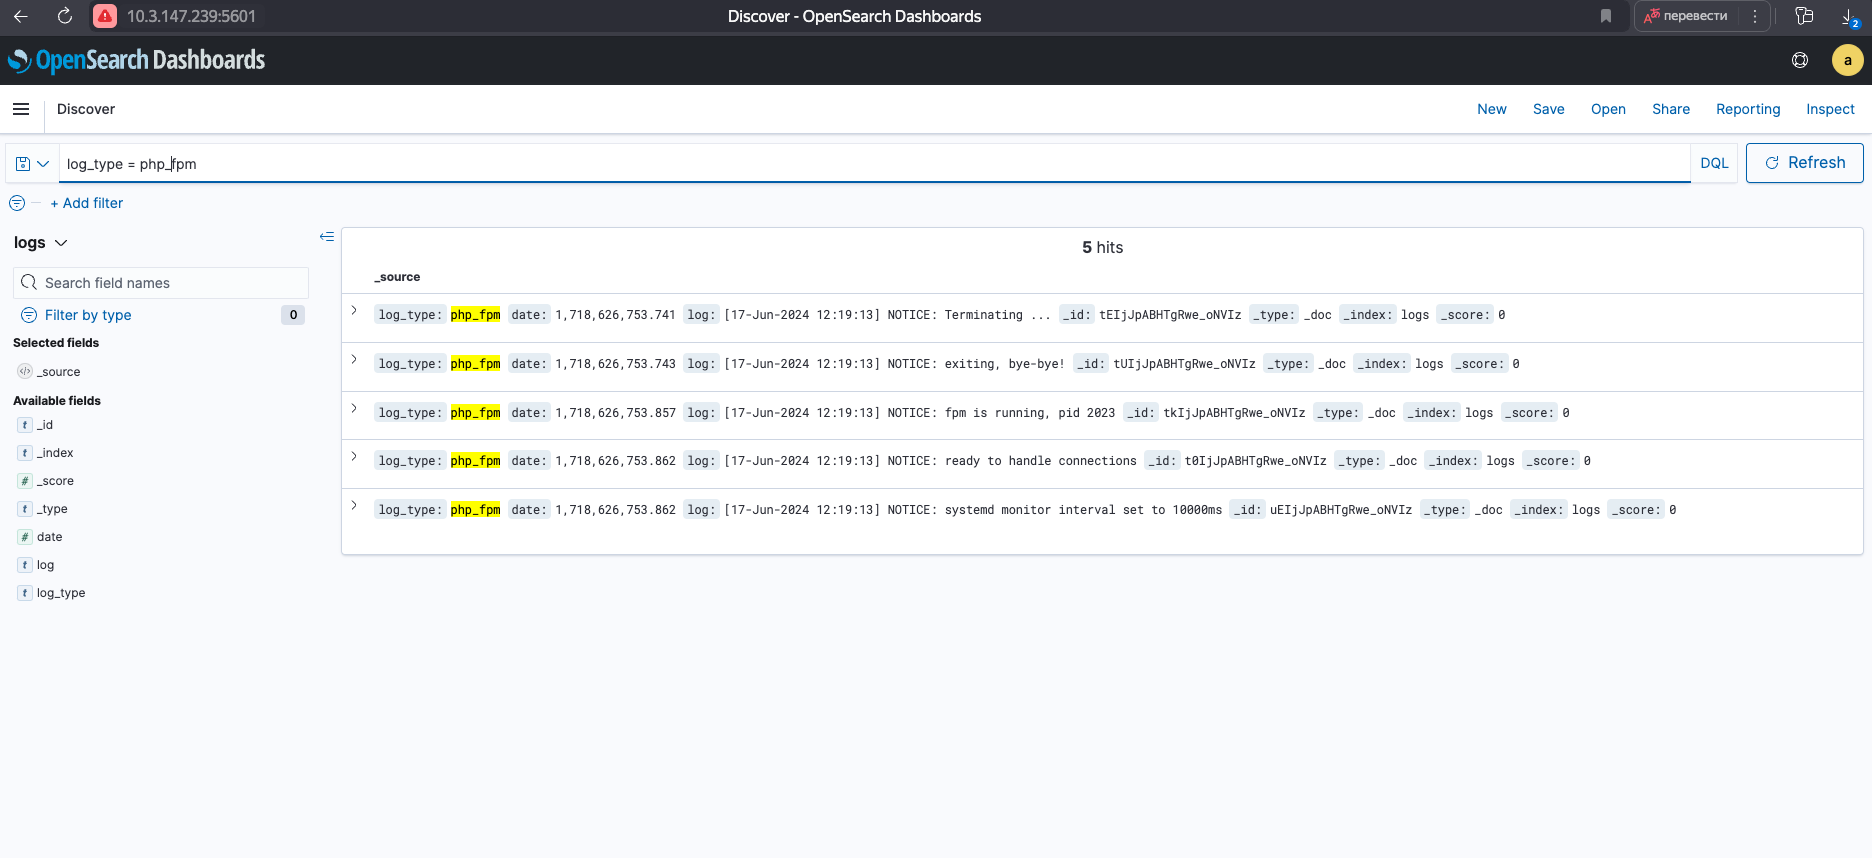 10.3.147.239:5601
Discover - OpenSearch Dashboards
перевести
2
OpenSearch Dashboards
a
Discover
New Save Open Share Reporting Inspect
log_type = php_fpm
DQL
Refresh
+ Add filter
logs
Search field names
Filter by type 0
Selected fields
_source
Available fields
t _id
t _index
# _score
t _type
# date
t log
t log_type
5 hits
_source
log_type: php_fpm date: 1,718,626,753.741 log: [17-Jun-2024 12:19:13] NOTICE: Terminating ... _id: tEIjJpABHTgRwe_oNVIz _type: _doc _index: logs _score: 0
log_type: php_fpm date: 1,718,626,753.743 log: [17-Jun-2024 12:19:13] NOTICE: exiting, bye-bye! _id: tUIjJpABHTgRwe_oNVIz _type: _doc _index: logs _score: 0
log_type: php_fpm date: 1,718,626,753.857 log: [17-Jun-2024 12:19:13] NOTICE: fpm is running, pid 2023 _id: tkIjJpABHTgRwe_oNVIz _type: _doc _index: logs _score: 0
log_type: php_fpm date: 1,718,626,753.862 log: [17-Jun-2024 12:19:13] NOTICE: ready to handle connections _id: t0IjJpABHTgRwe_oNVIz _type: _doc _index: logs _score: 0
log_type: php_fpm date: 1,718,626,753.862 log: [17-Jun-2024 12:19:13] NOTICE: systemd monitor interval set to 10000ms _id: uEIjJpABHTgRwe_oNVIz _type: _doc _index: logs _score: 0